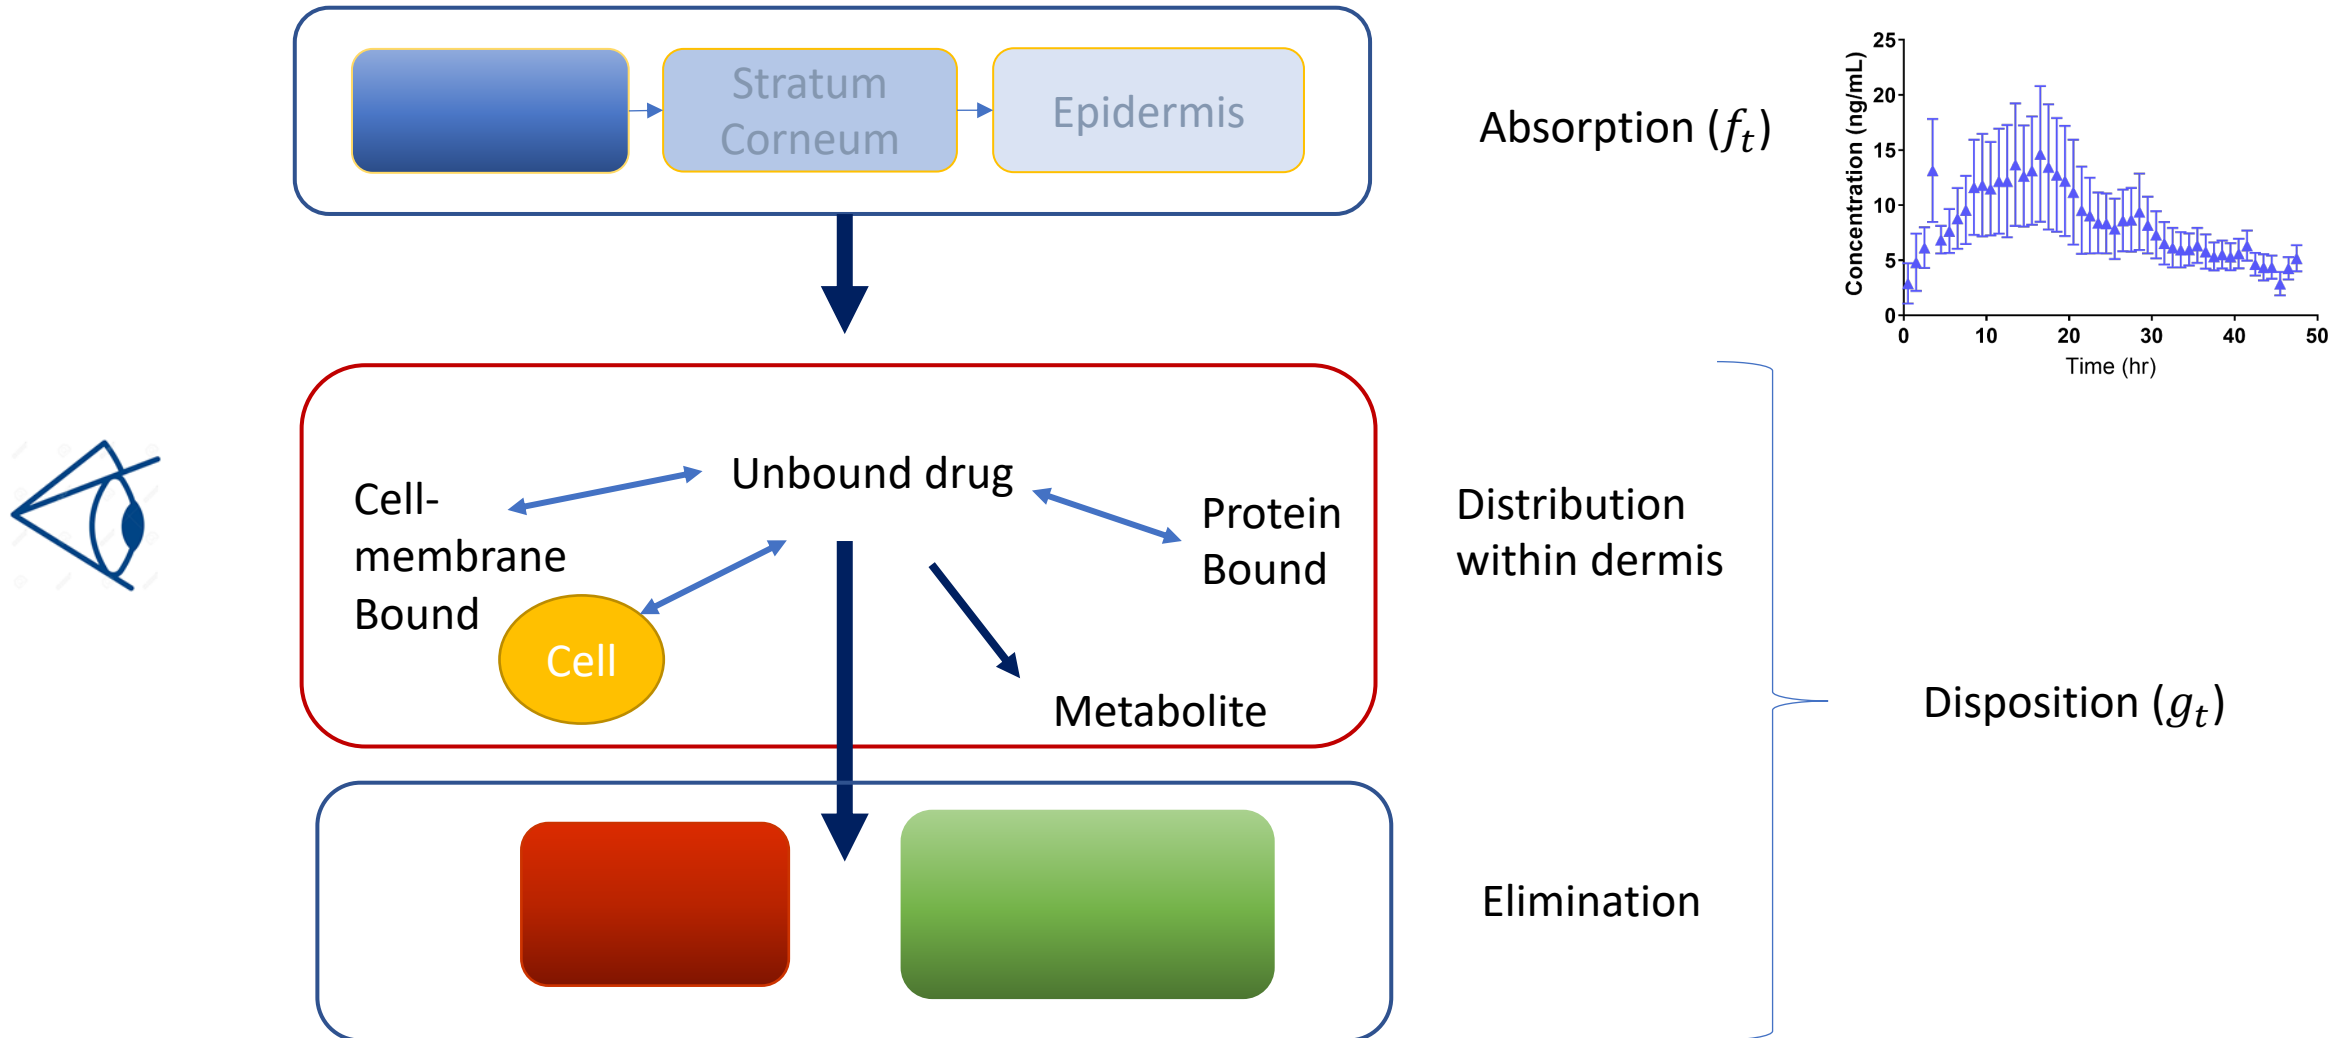 Stratum
Corneum
Epidermis
Absorption (f_t)
Concentration (ng/mL)
25
20
15
10
5
0
0 10 20 30 40 50
Time (hr)
Unbound drug
Cell-
membrane
Bound
Protein
Bound
Cell
Metabolite
Distribution
within dermis
Disposition (g_t)
Elimination